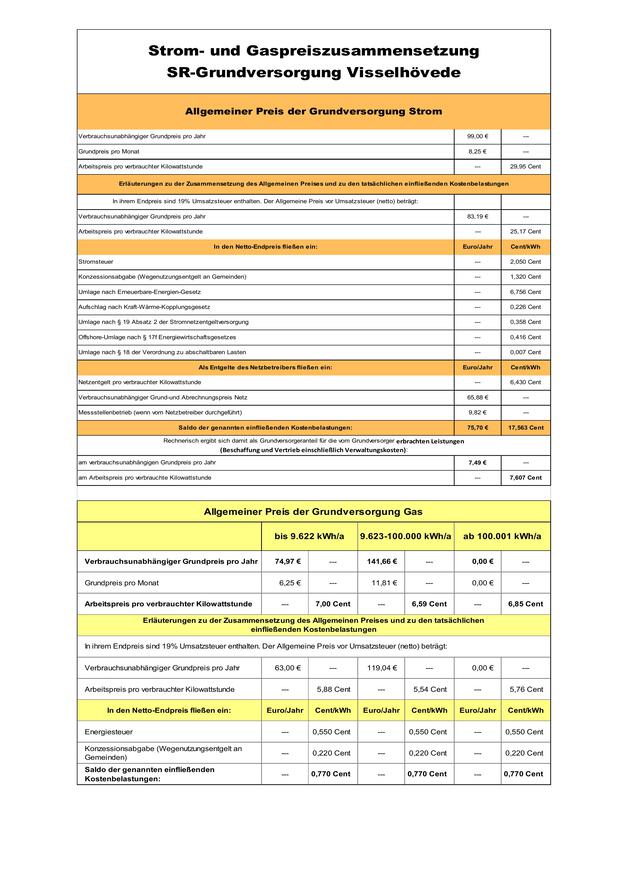 Strom- und Gaspreiszusammensetzung
SR-Grundversorgung Visselhövede
Allgemeiner Preis der Grundversorgung Strom
Verbrauchsunabhängiger Grundpreis pro Jahr 99,00 € ---
Grundpreis pro Monat 8,25 € ---
Arbeitspreis pro verbrauchter Kilowattstunde --- 29,95 Cent
Erläuterungen zu der Zusammensetzung des Allgemeinen Preises und zu den tatsächlichen einfließenden Kostenbelastungen
In ihrem Endpreis sind 19% Umsatzsteuer enthalten. Der Allgemeine Preis vor Umsatzsteuer (netto) beträgt:
Verbrauchsunabhängiger Grundpreis pro Jahr 83,19 € ---
Arbeitspreis pro verbrauchter Kilowattstunde --- 25,17 Cent
In den Netto-Endpreis fließen ein: Euro/Jahr Cent/kWh
Stromsteuer --- 2,050 Cent
Konzessionsabgabe (Wegenutzungsentgelt an Gemeinden) --- 1,320 Cent
Umlage nach Erneuerbare-Energien-Gesetz --- 6,756 Cent
Aufschlag nach Kraft-Wärme-Kopplungsgesetz --- 0,226 Cent
Umlage nach § 19 Absatz 2 der Stromnetzentgeltversorgung --- 0,358 Cent
Offshore-Umlage nach § 17f Energiewirtschaftsgesetzes --- 0,416 Cent
Umlage nach § 18 der Verordnung zu abschaltbaren Lasten --- 0,007 Cent
Als Entgelte des Netzbetreibers fließen ein: Euro/Jahr Cent/kWh
Netzentgelt pro verbrauchter Kilowattstunde --- 6,430 Cent
Verbrauchsunabhängiger Grund-und Abrechnungspreis Netz 65,88 € ---
Messstellenbetrieb (wenn vom Netzbetreiber durchgeführt) 9,82 € ---
Saldo der genannten einfließenden Kostenbelastungen: 75,70 € 17,563 Cent
Rechnerisch ergibt sich damit als Grundversorgeranteil für die vom Grundversorger erbrachten Leistungen
(Beschaffung und Vertrieb einschließlich Verwaltungskosten):
am verbrauchsunabhängigen Grundpreis pro Jahr 7,49 € ---
am Arbeitspreis pro verbrauchte Kilowattstunde --- 7,607 Cent
Allgemeiner Preis der Grundversorgung Gas
bis 9.622 kWh/a 9.623-100.000 kWh/a ab 100.001 kWh/a
Verbrauchsunabhängiger Grundpreis pro Jahr 74,97 € --- 141,66 € --- 0,00 € ---
Grundpreis pro Monat 6,25 € --- 11,81 € --- 0,00 € ---
Arbeitspreis pro verbrauchter Kilowattstunde --- 7,00 Cent --- 6,59 Cent --- 6,85 Cent
Erläuterungen zu der Zusammensetzung des Allgemeinen Preises und zu den tatsächlichen
einfließenden Kostenbelastungen
In ihrem Endpreis sind 19% Umsatzsteuer enthalten. Der Allgemeine Preis vor Umsatzsteuer (netto) beträgt:
Verbrauchsunabhängiger Grundpreis pro Jahr 63,00 € --- 119,04 € --- 0,00 € ---
Arbeitspreis pro verbrauchter Kilowattstunde --- 5,88 Cent --- 5,54 Cent --- 5,76 Cent
In den Netto-Endpreis fließen ein: Euro/Jahr Cent/kWh Euro/Jahr Cent/kWh Euro/Jahr Cent/kWh
Energiesteuer --- 0,550 Cent --- 0,550 Cent --- 0,550 Cent
Konzessionsabgabe (Wegenutzungsentgelt an
Gemeinden) --- 0,220 Cent --- 0,220 Cent --- 0,220 Cent
Saldo der genannten einfließenden
Kostenbelastungen: --- 0,770 Cent --- 0,770 Cent --- 0,770 Cent